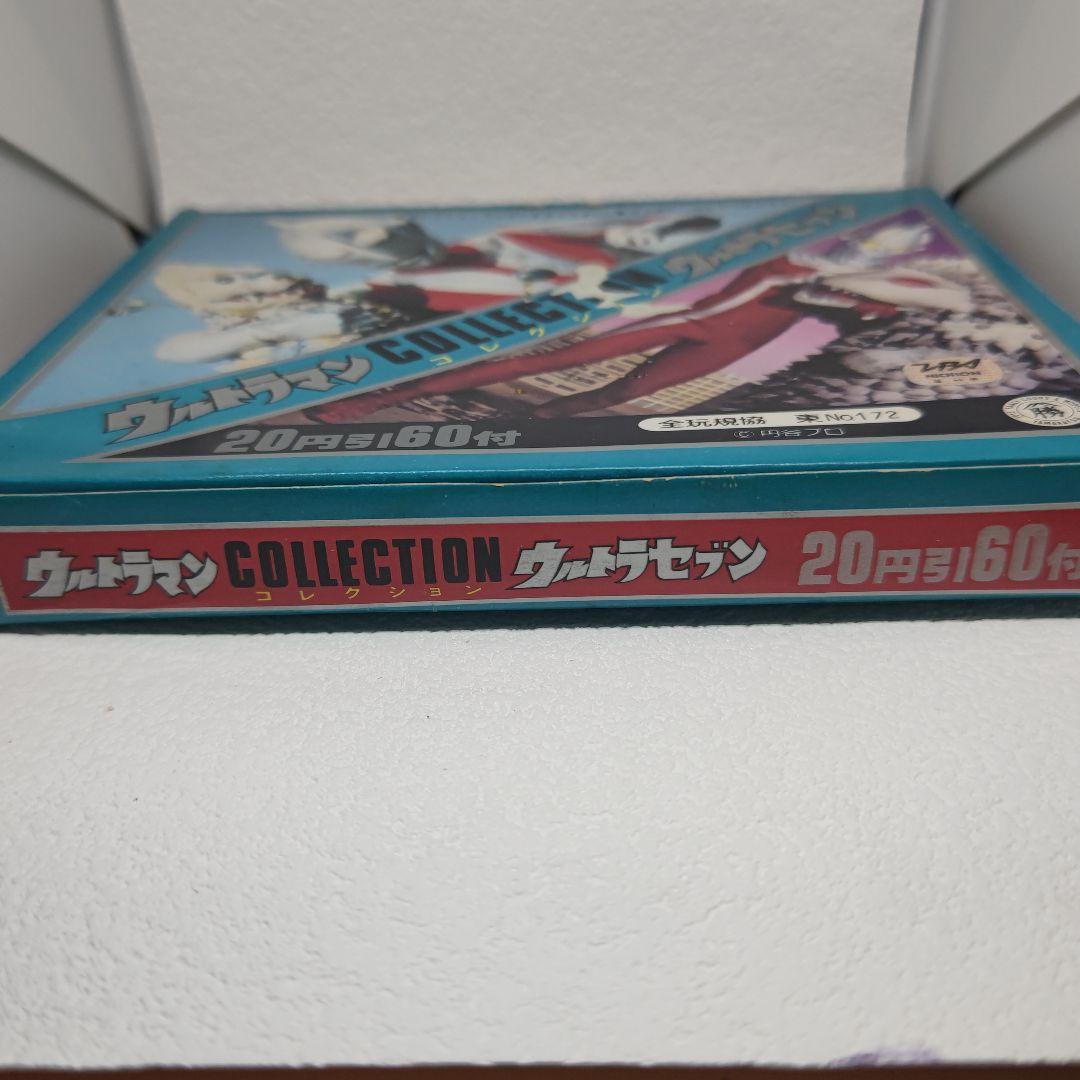 ウルトラセブン
COLLECTION
コレクション
ウルトラマン
20円引60付
全玩規協 東No.172
©円谷プロ
ウルトラマン COLLECTION ウルトラセブン 20円引60付
コレクション